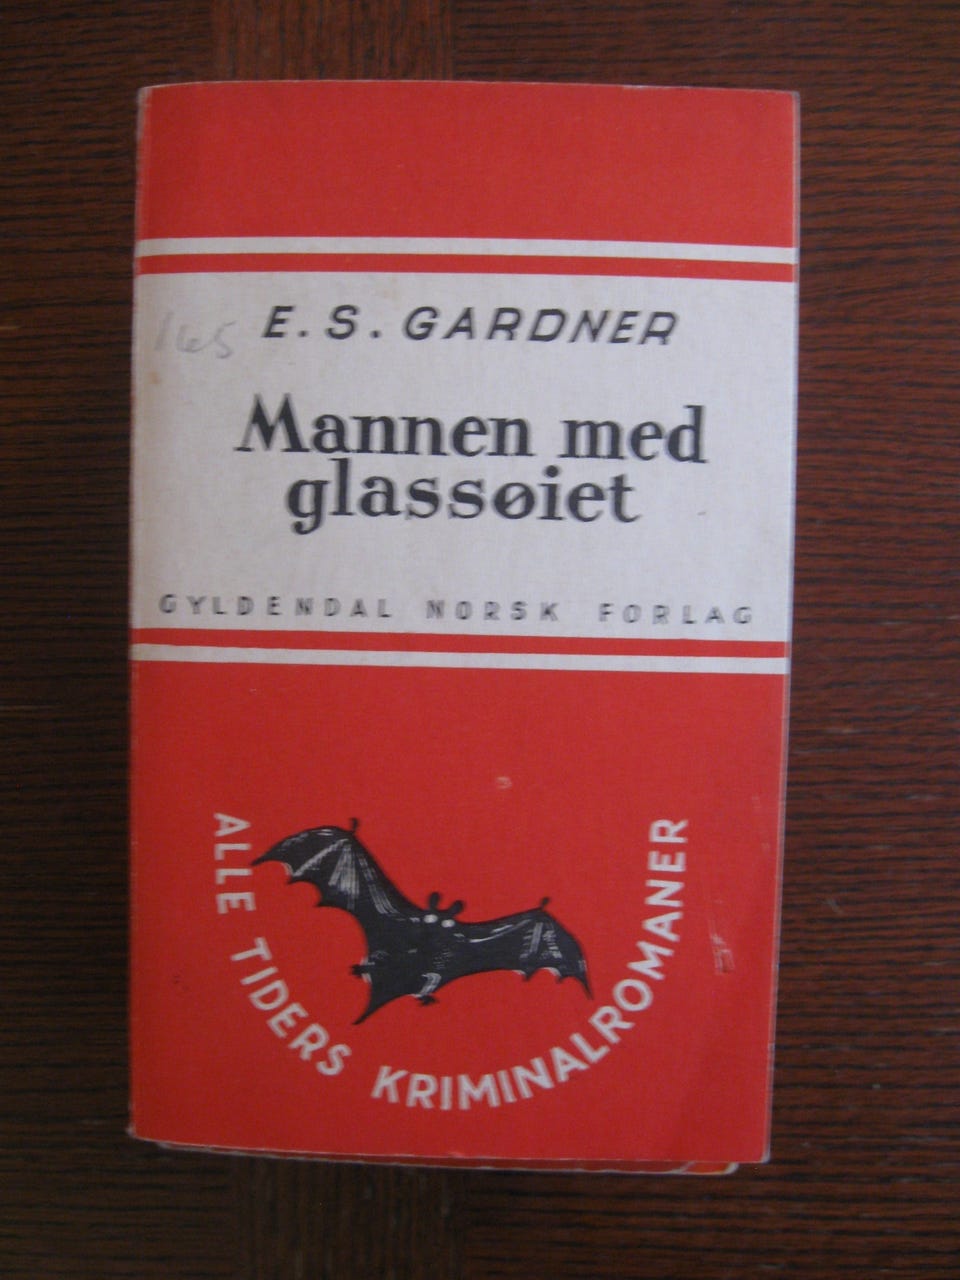 E. S. GARDNER
165
Mannen med
glassøiet
GYLDENDAL NORSK FORLAG
ALLE TIDERS KRIMINALROMANER